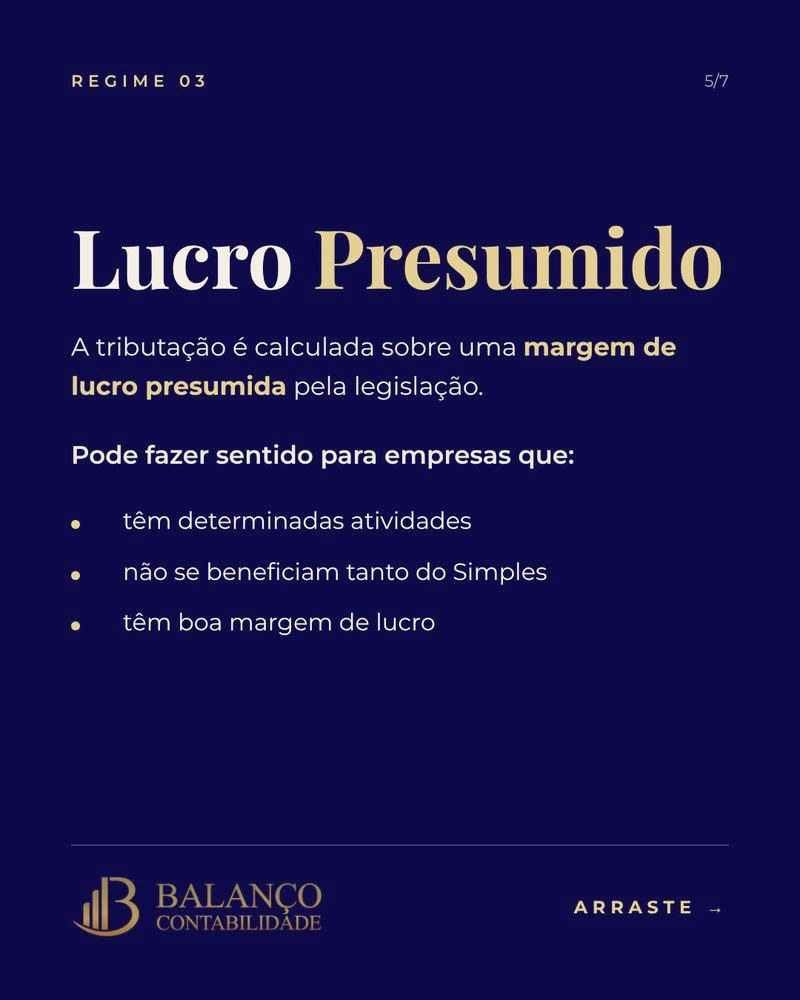 REGIME 03
5/7
Lucro Presumido
A tributação é calculada sobre uma margem de
lucro presumida pela legislação.
Pode fazer sentido para empresas que:
• têm determinadas atividades
• não se beneficiam tanto do Simples
• têm boa margem de lucro
B BALANÇO
CONTABILIDADE
ARRASTE →